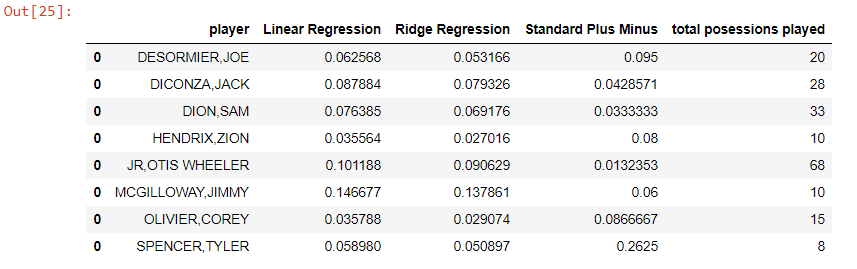 Out[25]:
player Linear Regression Ridge Regression Standard Plus Minus total posessions played
0 DESORMIER,JOE 0.062568 0.053166 0.095 20
0 DICONZA,JACK 0.087884 0.079326 0.0428571 28
0 DION,SAM 0.076385 0.069176 0.0333333 33
0 HENDRIX,ZION 0.035564 0.027016 0.08 10
0 JR,OTIS WHEELER 0.101188 0.090629 0.0132353 68
0 MCGILLOWAY,JIMMY 0.146677 0.137861 0.06 10
0 OLIVIER,COREY 0.035788 0.029074 0.0866667 15
0 SPENCER,TYLER 0.058980 0.050897 0.2625 8